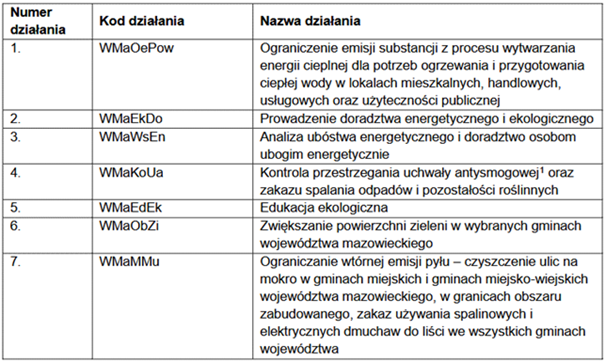 Numer działania Kod działania Nazwa działania
1. WMaOePow Ograniczenie emisji substancji z procesu wytwarzania
energii cieplnej dla potrzeb ogrzewania i przygotowania
ciepłej wody w lokalach mieszkalnych, handlowych,
usługowych oraz użyteczności publicznej
2. WMaEkDo Prowadzenie doradztwa energetycznego i ekologicznego
3. WMaWsEn Analiza ubóstwa energetycznego i doradztwo osobom
ubogim energetycznie
4. WMaKoUa Kontrola przestrzegania uchwały antysmogowej¹ oraz
zakazu spalania odpadów i pozostałości roślinnych
5. WMaEdEk Edukacja ekologiczna
6. WMaObZi Zwiększanie powierzchni zieleni w wybranych gminach
województwa mazowieckiego
7. WMaMMu Ograniczanie wtórnej emisji pyłu – czyszczenie ulic na
mokro w gminach miejskich i gminach miejsko-wiejskich
województwa mazowieckiego, w granicach obszaru
zabudowanego, zakaz używania spalinowych i
elektrycznych dmuchaw do liści we wszystkich gminach
województwa